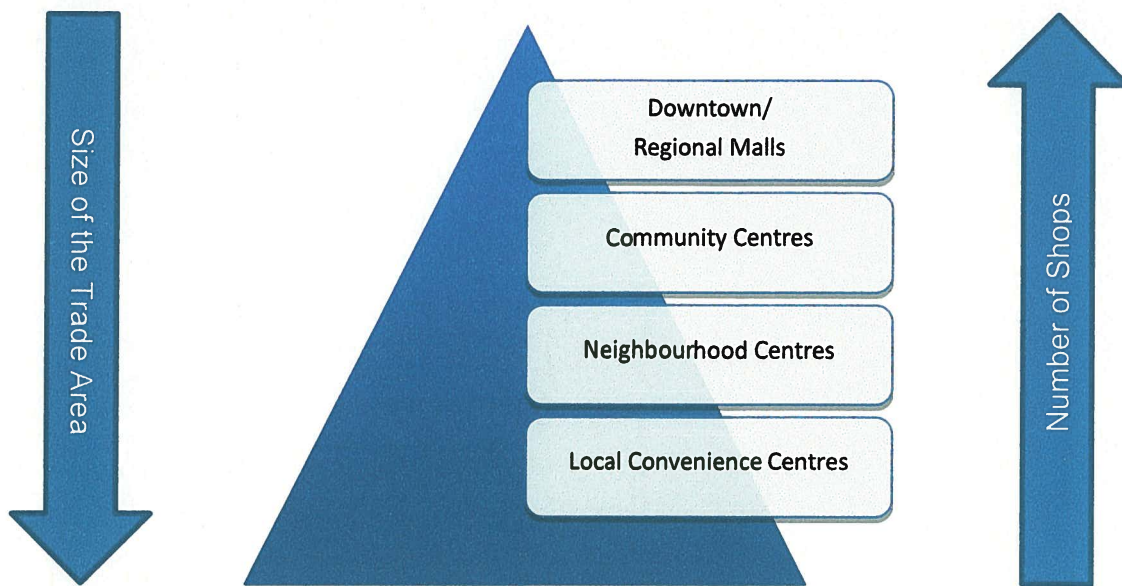 Size of the Trade Area
Downtown/
Regional Malls
Community Centres
Neighbourhood Centres
Local Convenience Centres
Number of Shops